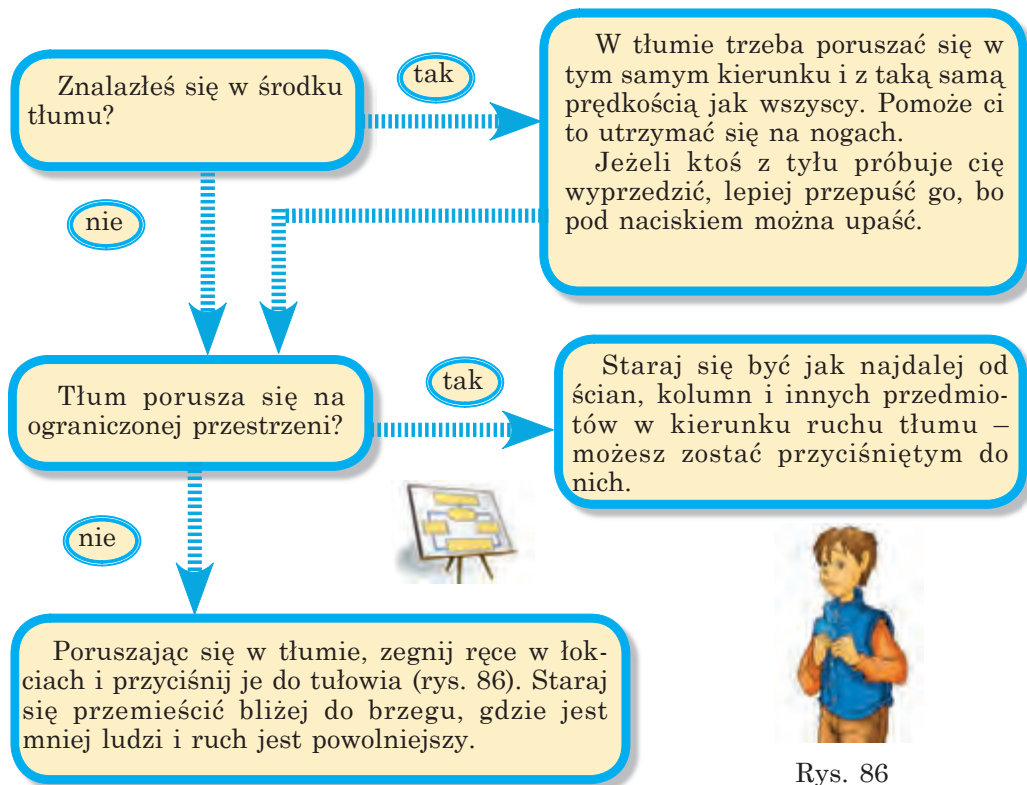 Znalazłeś się w środku
tłumu?
tak
W tłumie trzeba poruszać się w
tym samym kierunku i z taką samą
prędkością jak wszyscy. Pomoże ci
to utrzymać się na nogach.
Jeżeli ktoś z tyłu próbuje cię
wyprzedzić, lepiej przepuść go, bo
pod naciskiem można upaść.
nie
Tłum porusza się na
ograniczonej przestrzeni?
tak
Staraj się być jak najdalej od
ścian, kolumn i innych przedmio-
tów w kierunku ruchu tłumu –
możesz zostać przyciśniętym do
nich.
nie
Poruszając się w tłumie, zegnij ręce w łok-
ciach i przyciśnij je do tułowia (rys. 86). Staraj
się przemieścić bliżej do brzegu, gdzie jest
mniej ludzi i ruch jest powolniejszy.
Rys. 86